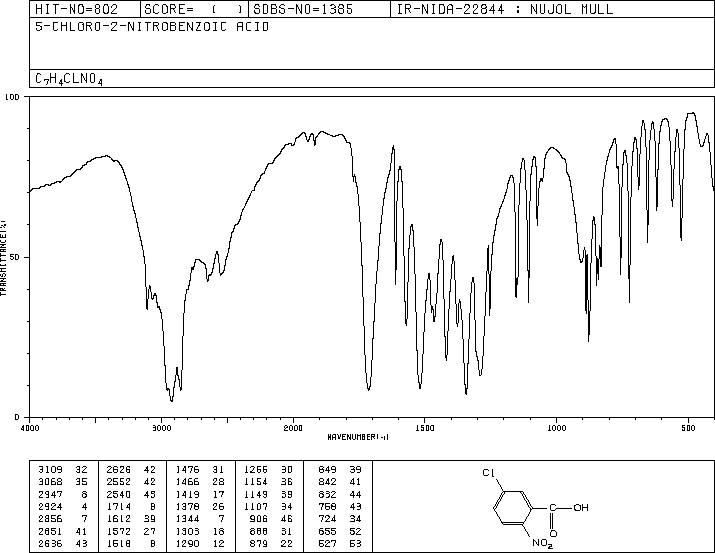 HIT-NO=802 SCORE= ( ) SDBS-NO=1385 IR-NIDA-22844 : NUJOL MULL
5-CHLORO-2-NITROBENZOIC ACID
C7H4CLNO4
100
50
0
TRANSMITTANCE(%)
4000 3000 2000 1500 1000 500
WAVENUMBER(-1)
3109 32 2626 42 1476 31 1266 30 849 39
3068 35 2552 42 1466 28 1154 36 842 41
2947 8 2540 43 1419 17 1149 39 832 44
2924 4 1714 8 1378 26 1107 34 758 43
2856 7 1612 39 1344 7 906 46 724 34
2651 41 1572 27 1303 18 888 31 655 52
2636 43 1518 8 1290 12 879 22 527 53
Cl
OH
O
NO2